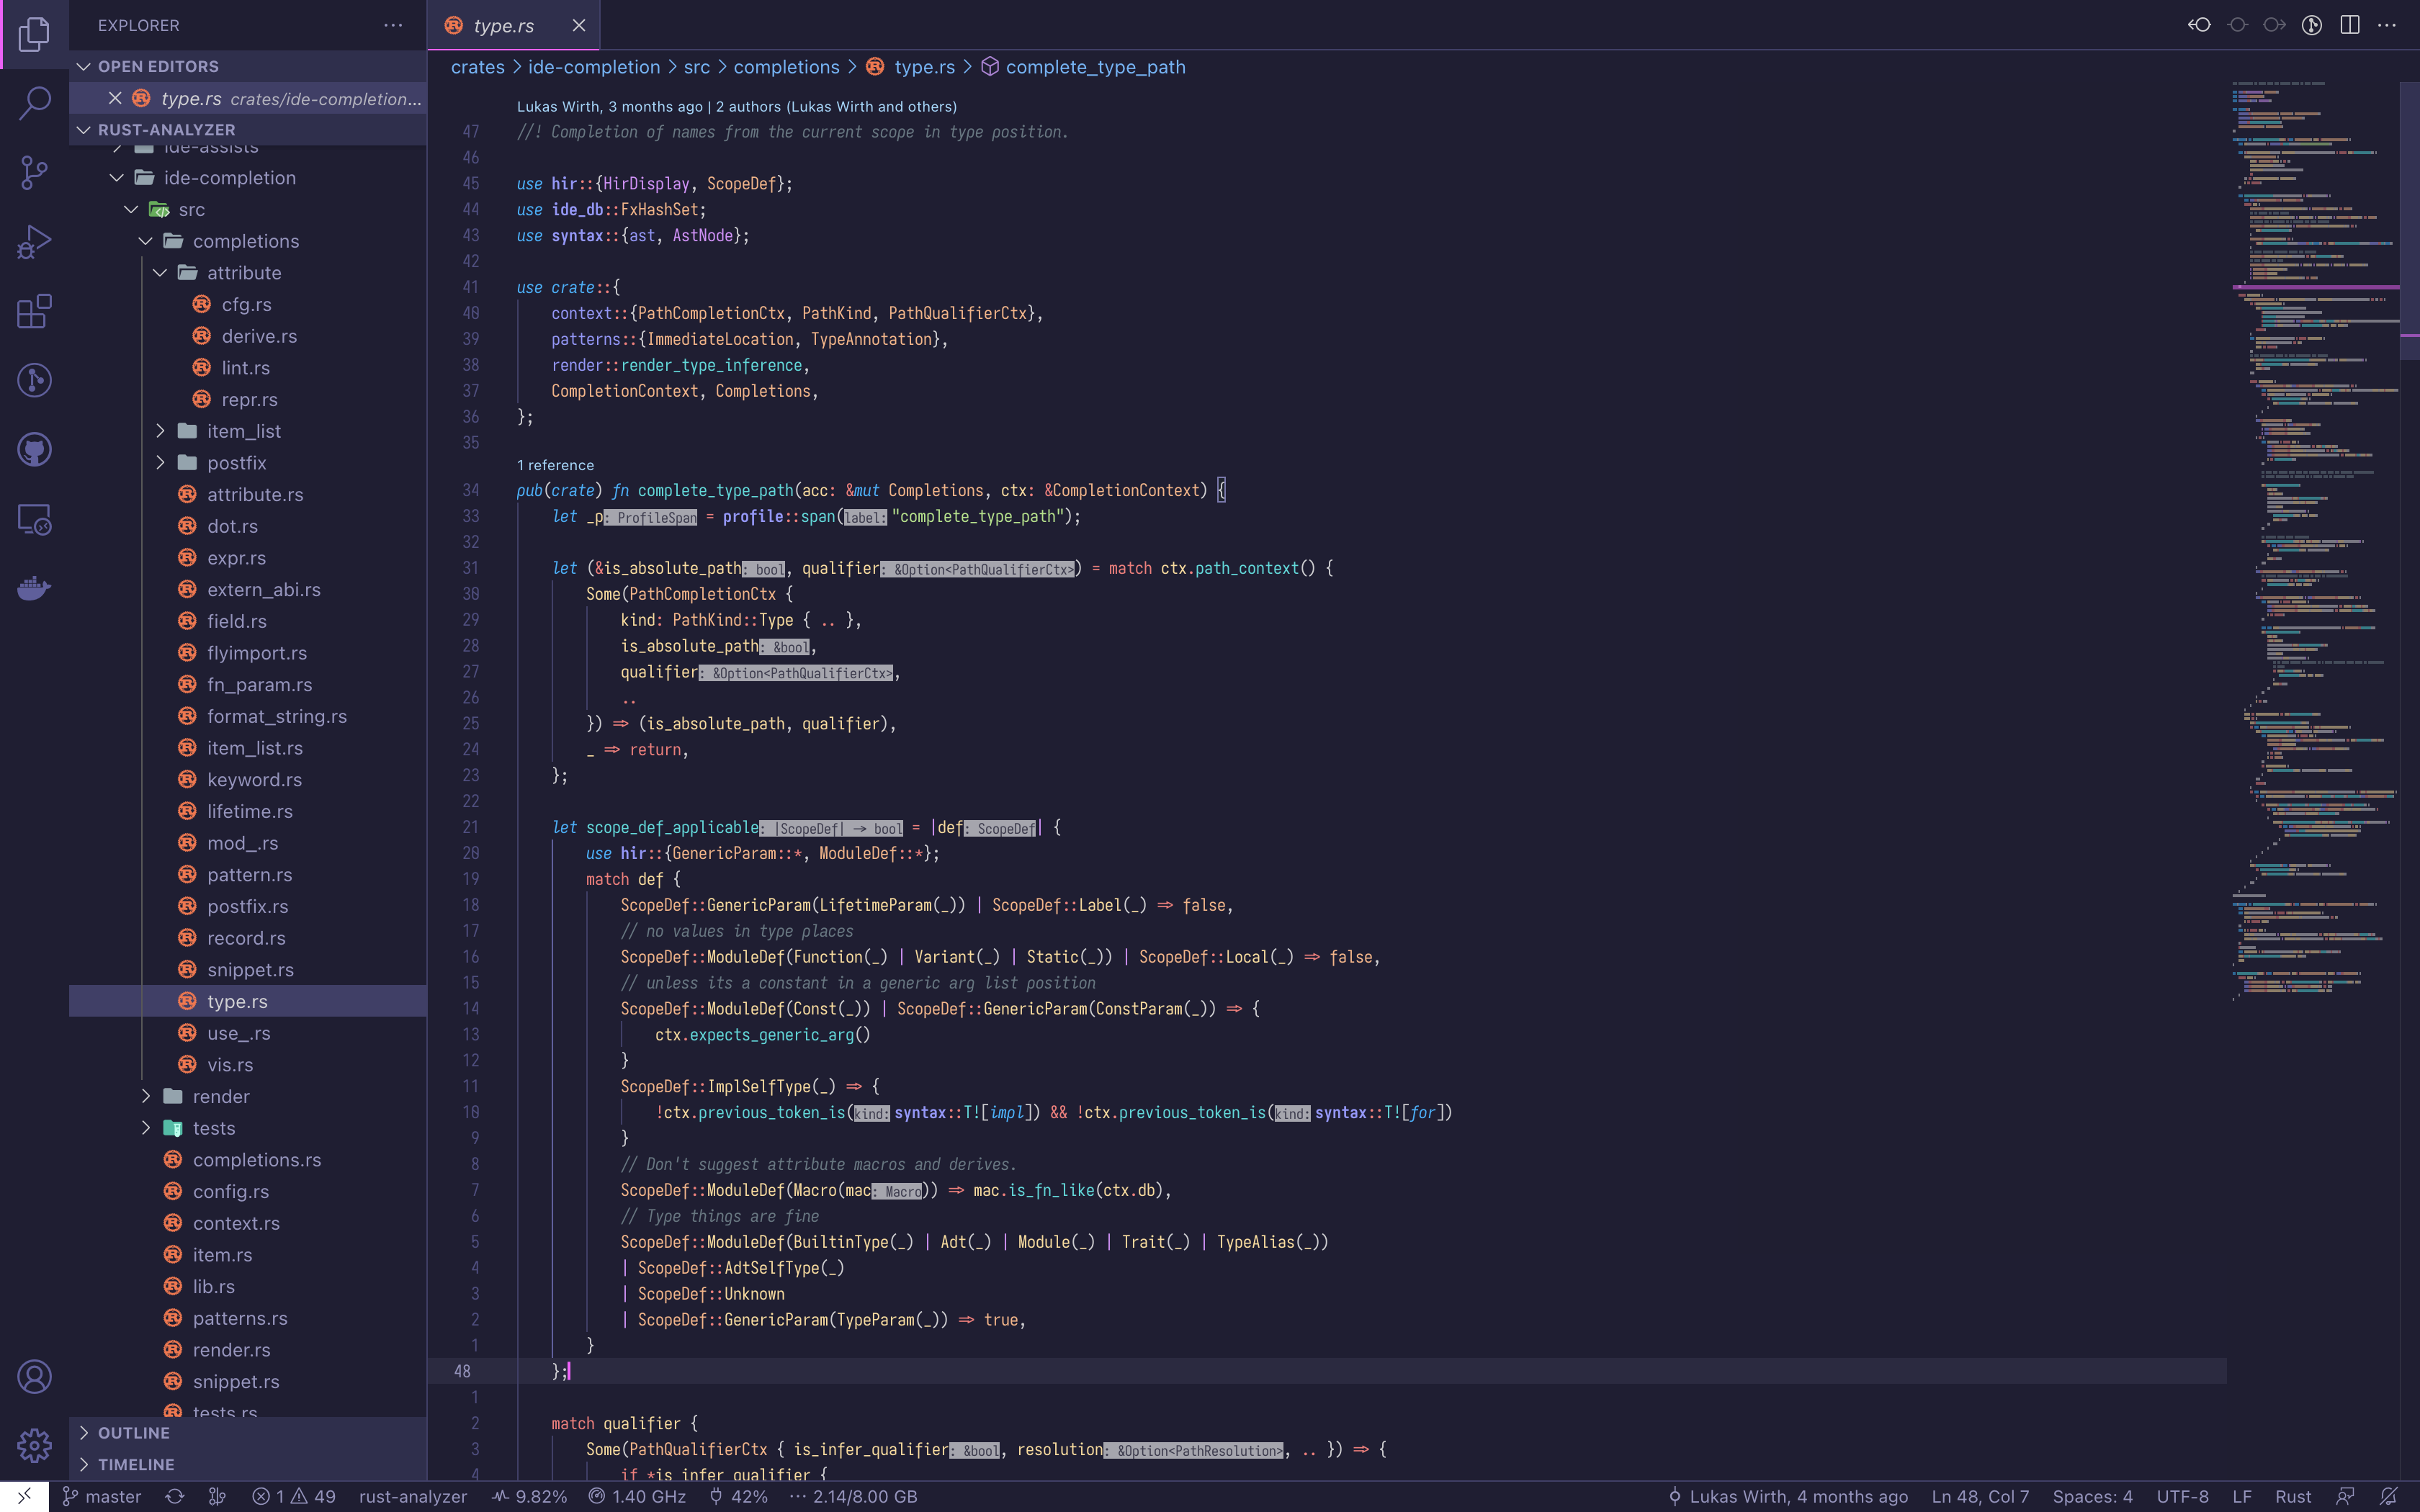 EXPLORER
OPEN EDITORS
type.rs crates/ide-completion...
RUST-ANALYZER
ide-assists
ide-completion
src
completions
attribute
cfg.rs
derive.rs
lint.rs
repr.rs
item_list
postfix
attribute.rs
dot.rs
expr.rs
extern_abi.rs
field.rs
flyimport.rs
fn_param.rs
format_string.rs
item_list.rs
keyword.rs
lifetime.rs
mod_.rs
pattern.rs
postfix.rs
record.rs
snippet.rs
type.rs
use_.rs
vis.rs
render
tests
completions.rs
config.rs
context.rs
item.rs
lib.rs
patterns.rs
render.rs
snippet.rs
tests.rs
OUTLINE
TIMELINE
type.rs
crates > ide-completion > src > completions > type.rs > complete_type_path
Lukas Wirth, 3 months ago | 2 authors (Lukas Wirth and others)
47 //! Completion of names from the current scope in type position.
46
45 use hir::{HirDisplay, ScopeDef};
44 use ide_db::FxHashSet;
43 use syntax::{ast, AstNode};
42
41 use crate::{
40 context::{PathCompletionCtx, PathKind, PathQualifierCtx},
39 patterns::{ImmediateLocation, TypeAnnotation},
38 render::render_type_inference,
37 CompletionContext, Completions,
36 };
35
1 reference
34 pub(crate) fn complete_type_path(acc: &mut Completions, ctx: &CompletionContext) {
33 let _p: ProfileSpan = profile::span(label: "complete_type_path");
32
31 let (&is_absolute_path: bool, qualifier: &Option<PathQualifierCtx>) = match ctx.path_context() {
30 Some(PathCompletionCtx {
29 kind: PathKind::Type { .. },
28 is_absolute_path: &bool,
27 qualifier: &Option<PathQualifierCtx>,
26 ..
25 }) => (is_absolute_path, qualifier),
24 _ => return,
23 };
22
21 let scope_def_applicable: |ScopeDef| -> bool = |def: ScopeDef| {
20 use hir::{GenericParam::*, ModuleDef::*};
19 match def {
18 ScopeDef::GenericParam(LifetimeParam(_)) | ScopeDef::Label(_) => false,
17 // no values in type places
16 ScopeDef::ModuleDef(Function(_) | Variant(_) | Static(_)) | ScopeDef::Local(_) => false,
15 // unless its a constant in a generic arg list position
14 ScopeDef::ModuleDef(Const(_)) | ScopeDef::GenericParam(ConstParam(_)) => {
13 ctx.expects_generic_arg()
12 }
11 ScopeDef::ImplSelfType(_) => {
10 !ctx.previous_token_is(kind: syntax::T![impl]) && !ctx.previous_token_is(kind: syntax::T![for])
9 }
8 // Don't suggest attribute macros and derives.
7 ScopeDef::ModuleDef(Macro(mac: Macro)) => mac.is_fn_like(ctx.db),
6 // Type things are fine
5 ScopeDef::ModuleDef(BuiltinType(_) | Adt(_) | Module(_) | Trait(_) | TypeAlias(_))
4 | ScopeDef::AdtSelfType(_)
3 | ScopeDef::Unknown
2 | ScopeDef::GenericParam(TypeParam(_)) => true,
1 }
48 };
1
2 match qualifier {
3 Some(PathQualifierCtx { is_infer_qualifier: &bool, resolution: &Option<PathResolution>, .. }) => {
4 if *is_infer_qualifier {
master 1 49 rust-analyzer 9.82% 1.40 GHz 42% 2.14/8.00 GB Lukas Wirth, 4 months ago Ln 48, Col 7 Spaces: 4 UTF-8 LF Rust